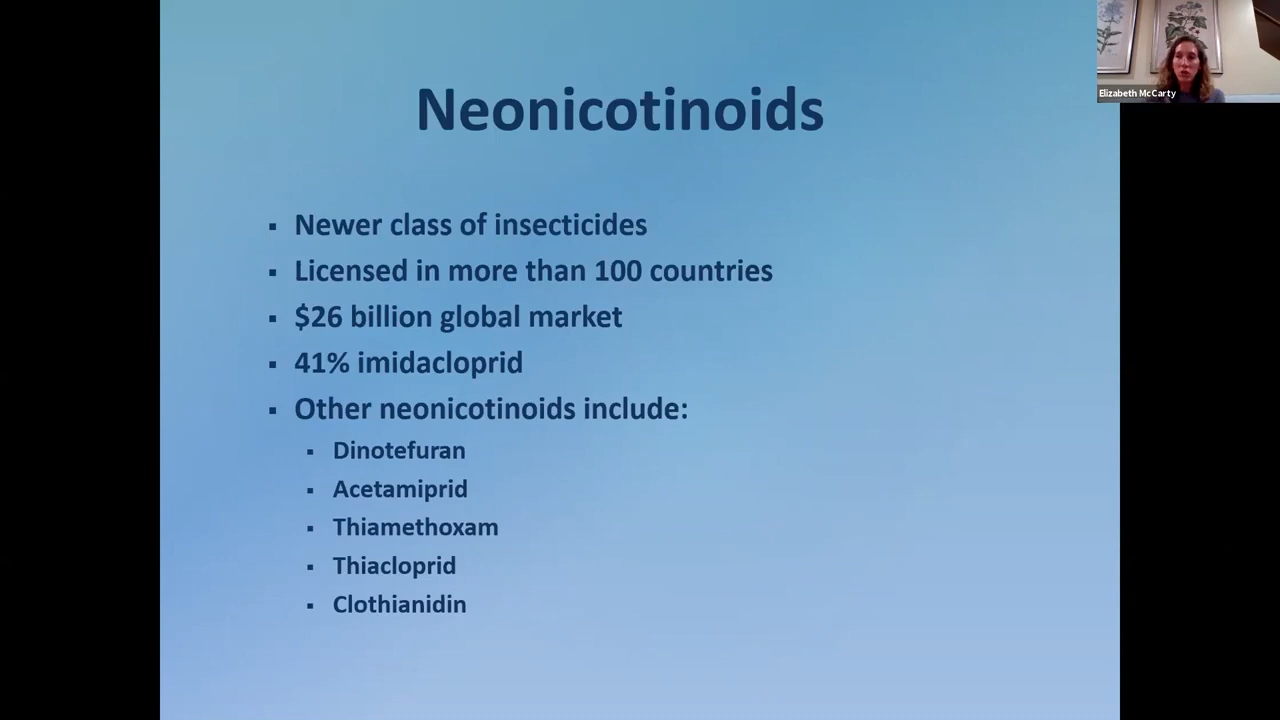 Neonicotinoids
▪ Newer class of insecticides
▪ Licensed in more than 100 countries
▪ $26 billion global market
▪ 41% imidacloprid
▪ Other neonicotinoids include:
▪ Dinotefuran
▪ Acetamiprid
▪ Thiamethoxam
▪ Thiacloprid
▪ Clothianidin
Elizabeth McCarty